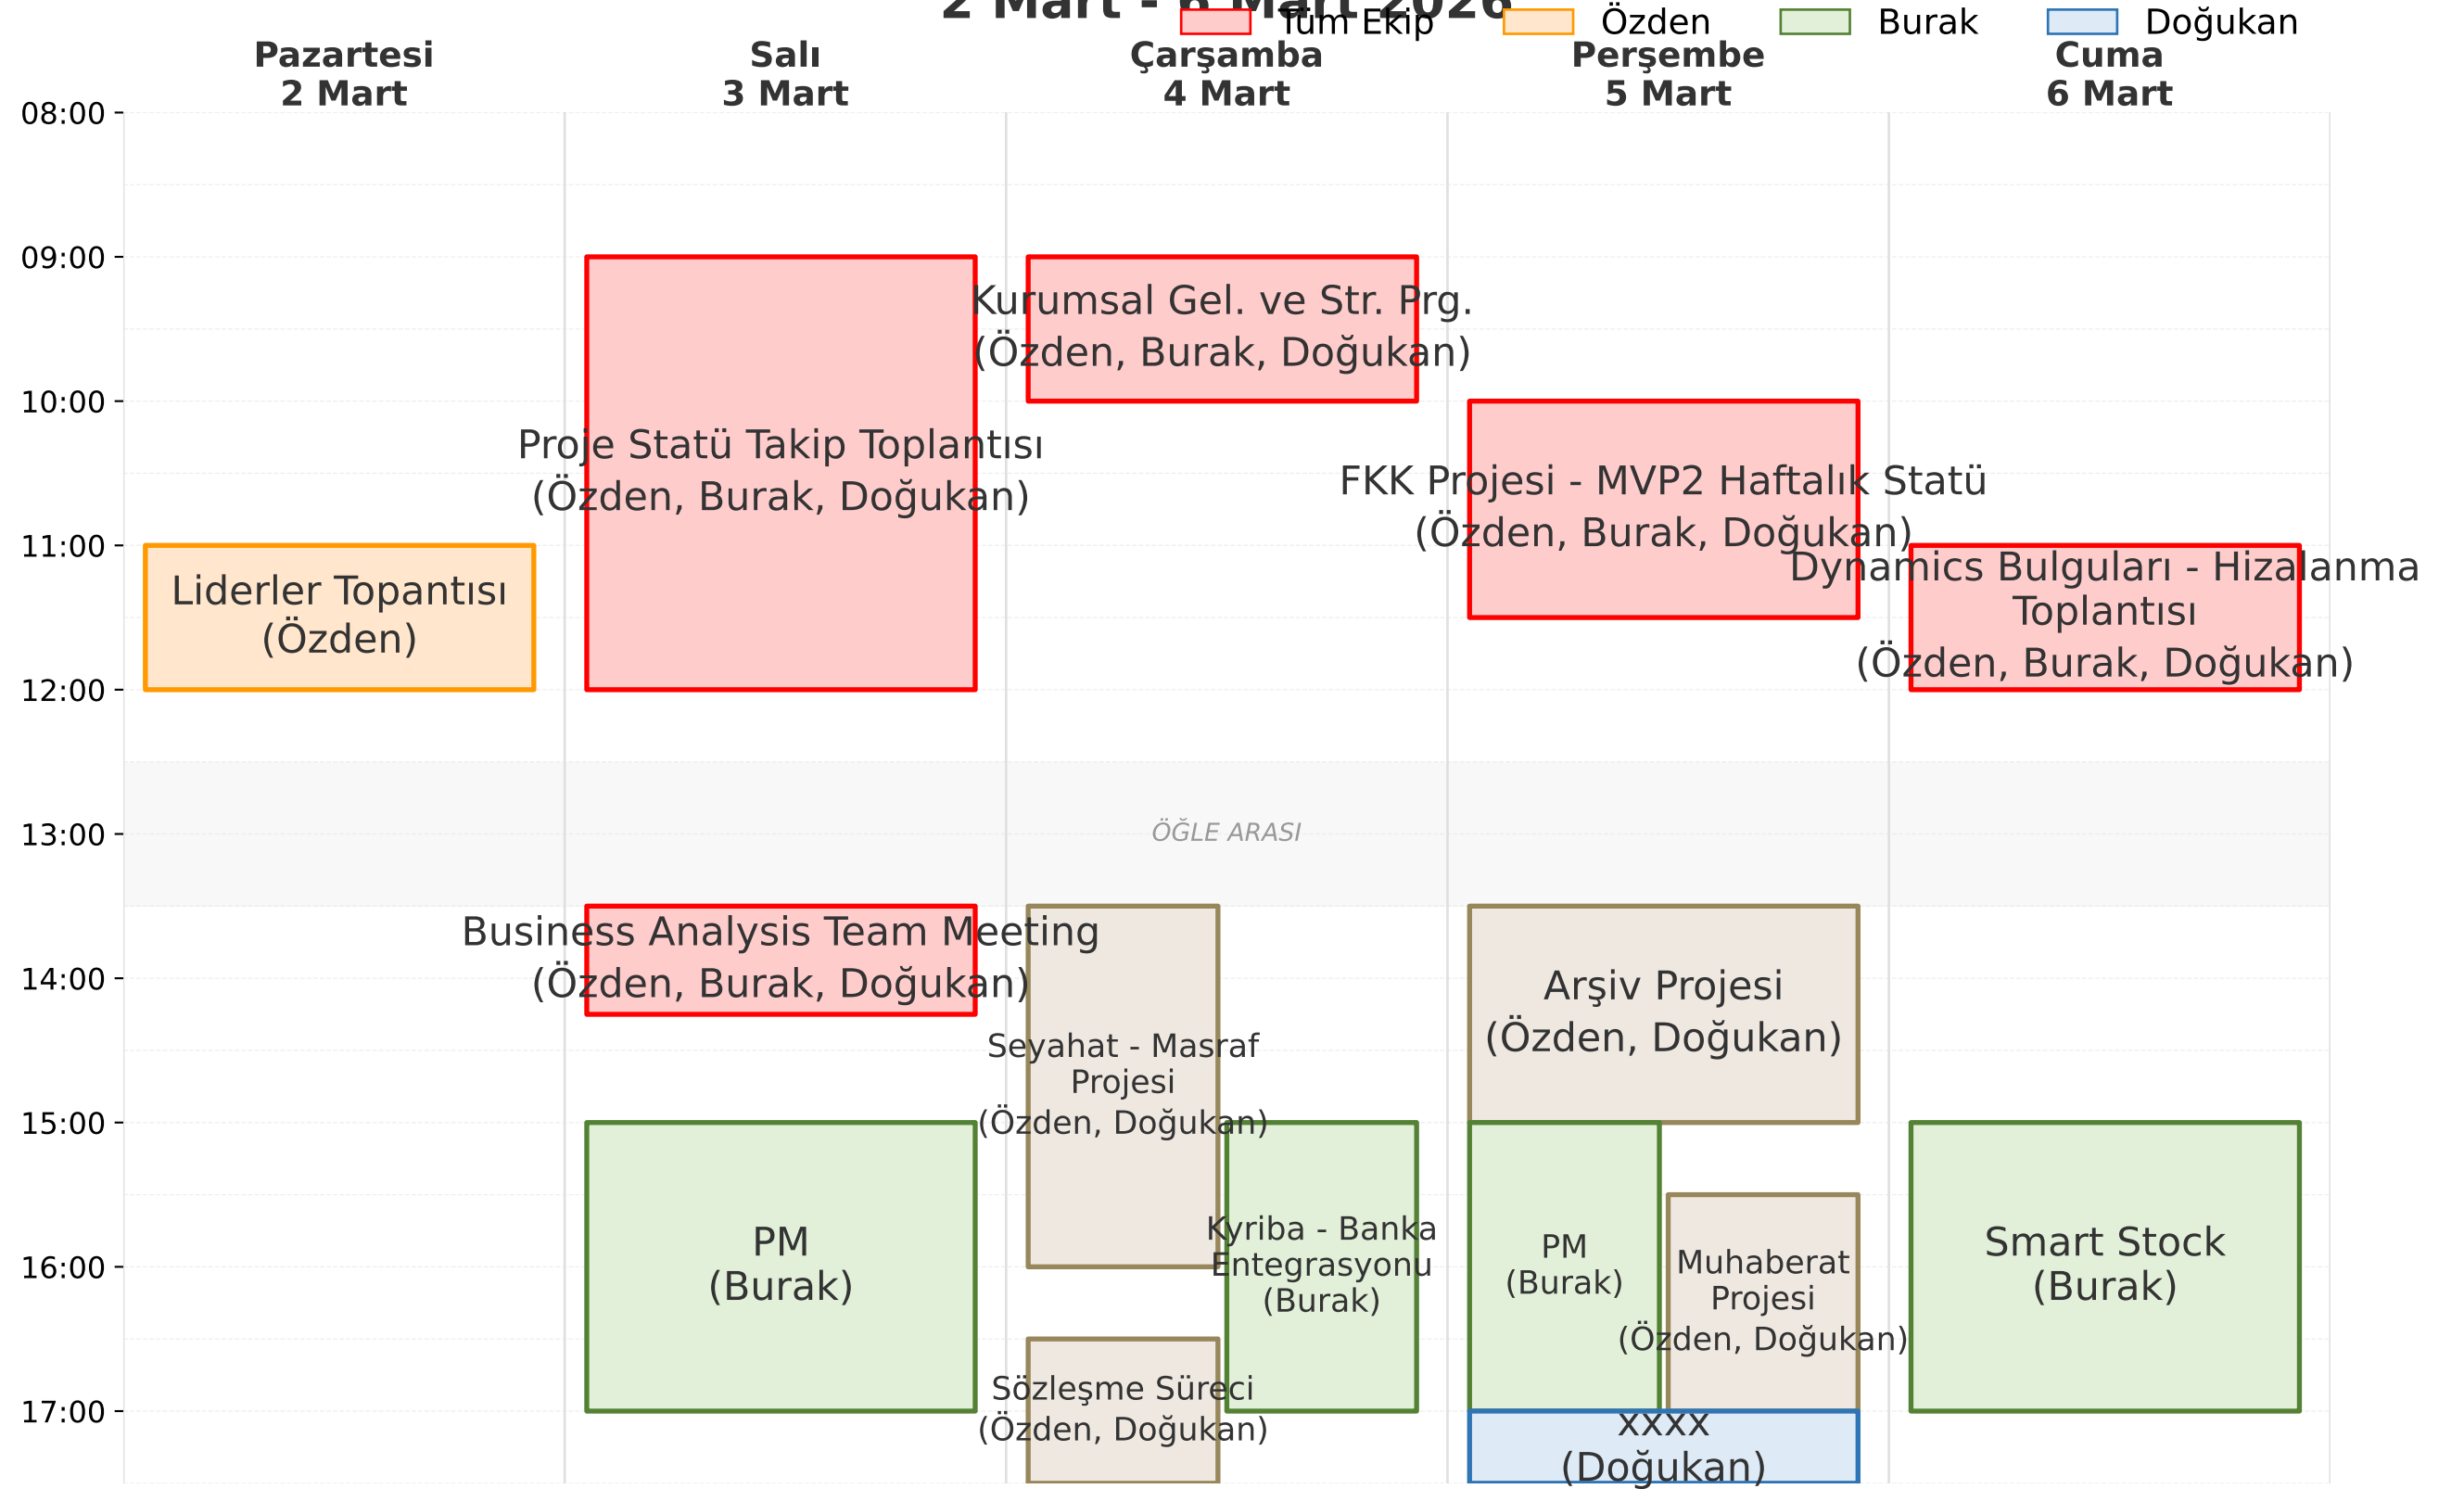 2 Mart - 6 Mart 2026
Tüm Ekip
Özden
Burak
Doğukan
Pazartesi
2 Mart
Salı
3 Mart
Çarşamba
4 Mart
Perşembe
5 Mart
Cuma
6 Mart
08:00
09:00
10:00
11:00
12:00
13:00
14:00
15:00
16:00
17:00
Liderler Topantısı
(Özden)
Proje Statü Takip Toplantısı
(Özden, Burak, Doğukan)
Business Analysis Team Meeting
(Özden, Burak, Doğukan)
PM
(Burak)
Kurumsal Gel. ve Str. Prg.
(Özden, Burak, Doğukan)
ÖĞLE ARASI
Seyahat - Masraf
Projesi
(Özden, Doğukan)
Kyriba - Banka
Entegrasyonu
(Burak)
Sözleşme Süreci
(Özden, Doğukan)
FKK Projesi - MVP2 Haftalık Statü
(Özden, Burak, Doğukan)
Arşiv Projesi
(Özden, Doğukan)
PM
(Burak)
Muhaberat
Projesi
(Özden, Doğukan)
xxxx
(Doğukan)
Dynamics Bulguları - Hizalanma
Toplantısı
(Özden, Burak, Doğukan)
Smart Stock
(Burak)